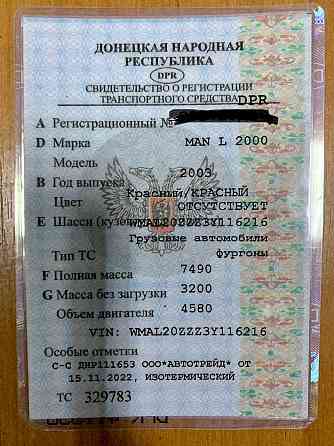 ДОНЕЦКАЯ НАРОДНАЯ
РЕСПУБЛИКА
DPR
СВИДЕТЕЛЬСТВО О РЕГИСТРАЦИИ
ТРАНСПОРТНОГО СРЕДСТВА DPR
A Регистрационный №
D Марка MAN L 2000
Модель
B Год выпуска 2003
Цвет Красный/КРАСНЫЙ
ОТСУТСТВУЕТ
E Шасси (кузов) WMAL20ZZZ3Y116216
Грузовые автомобили
Тип ТС фургоны
F Полная масса 7490
G Масса без загрузки 3200
Объем двигателя 4580
VIN: WMAL20ZZZ3Y116216
Особые отметки
С-С ДНР111653 ООО*АВТОТРЕЙД* ОТ
15.11.2022, ИЗОТЕРМИЧЕСКИЙ
ТС 329783